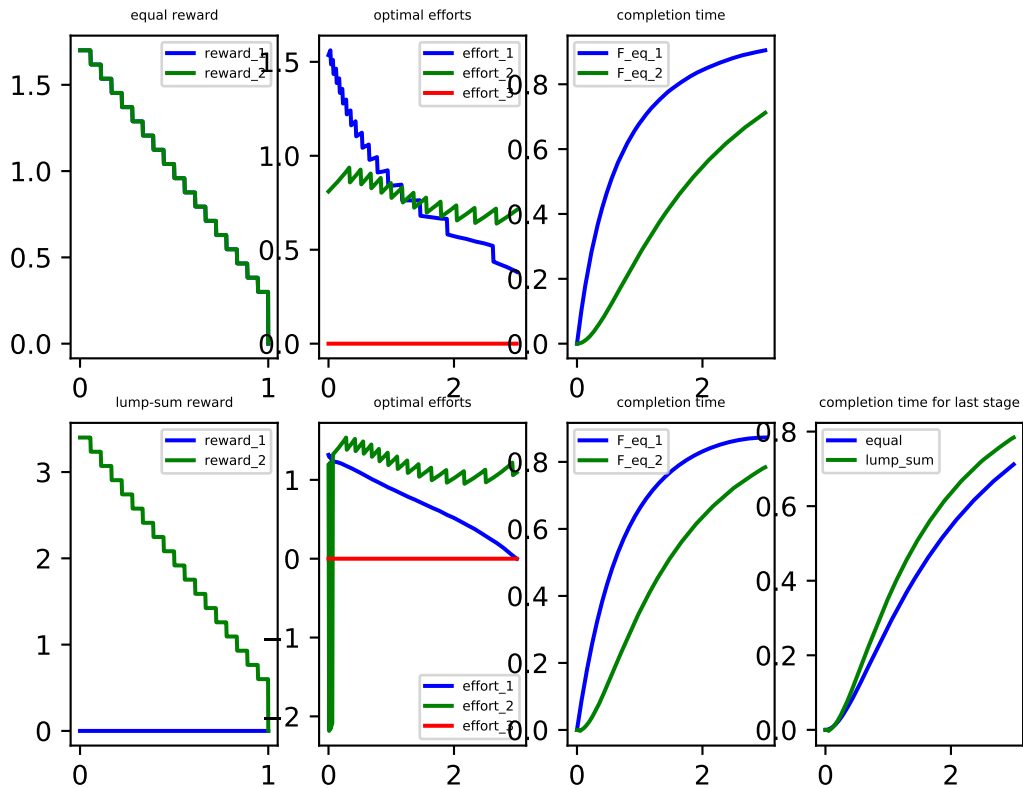 equal reward
optimal efforts
completion time
reward_1
reward_2
effort_1
effort_2
effort_3
F_eq_1
F_eq_2
1.5
1.0
0.5
0.0
0 1
1.5
1.0
0.5
0.0
0 2
0.8
0.6
0.4
0.2
0.0
0 2
lump-sum reward
optimal efforts
completion time
completion time for last stage
reward_1
reward_2
effort_1
effort_2
effort_3
F_eq_1
F_eq_2
equal
lump_sum
3
2
1
0
0 1
1
0
−1
−2
0 2
0.8
0.6
0.4
0.2
0.0
0 2
0.8
0.6
0.4
0.2
0.0
0 2